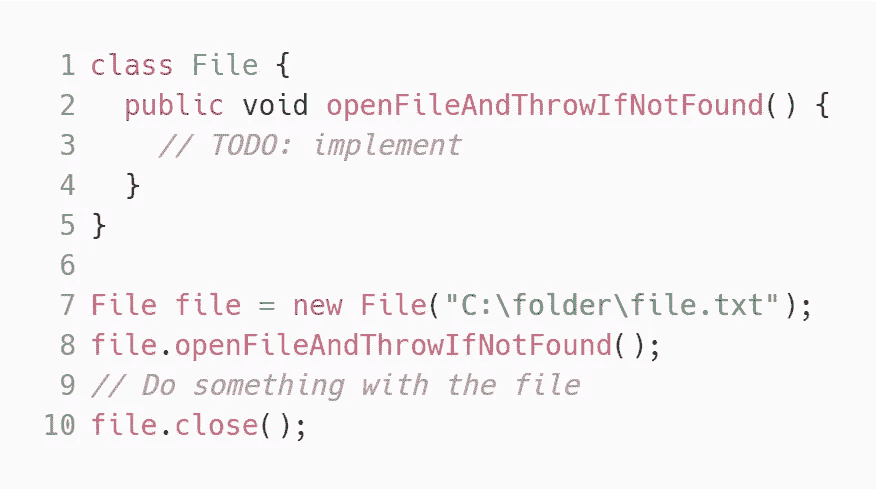 1 class File {
2   public void openFileAndThrowIfNotFound() {
3     // TODO: implement
4   }
5 }
6
7 File file = new File("C:\folder\file.txt");
8 file.openFileAndThrowIfNotFound();
9 // Do something with the file
10 file.close();